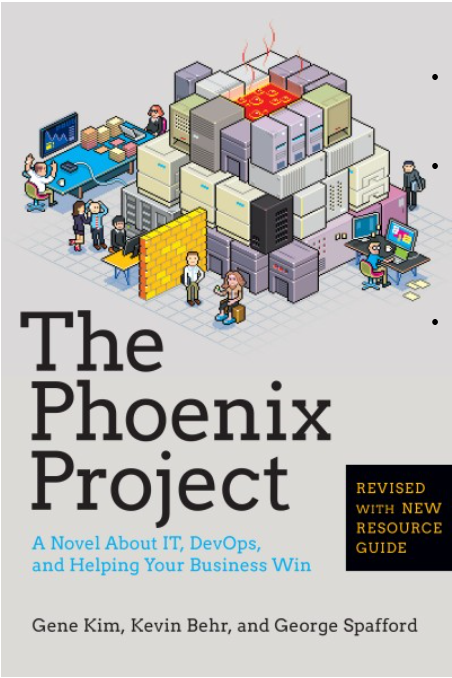 The
Phoenix
Project
A Novel About IT, DevOps,
and Helping Your Business Win
REVISED
WITH NEW
RESOURCE
GUIDE
Gene Kim, Kevin Behr, and George Spafford